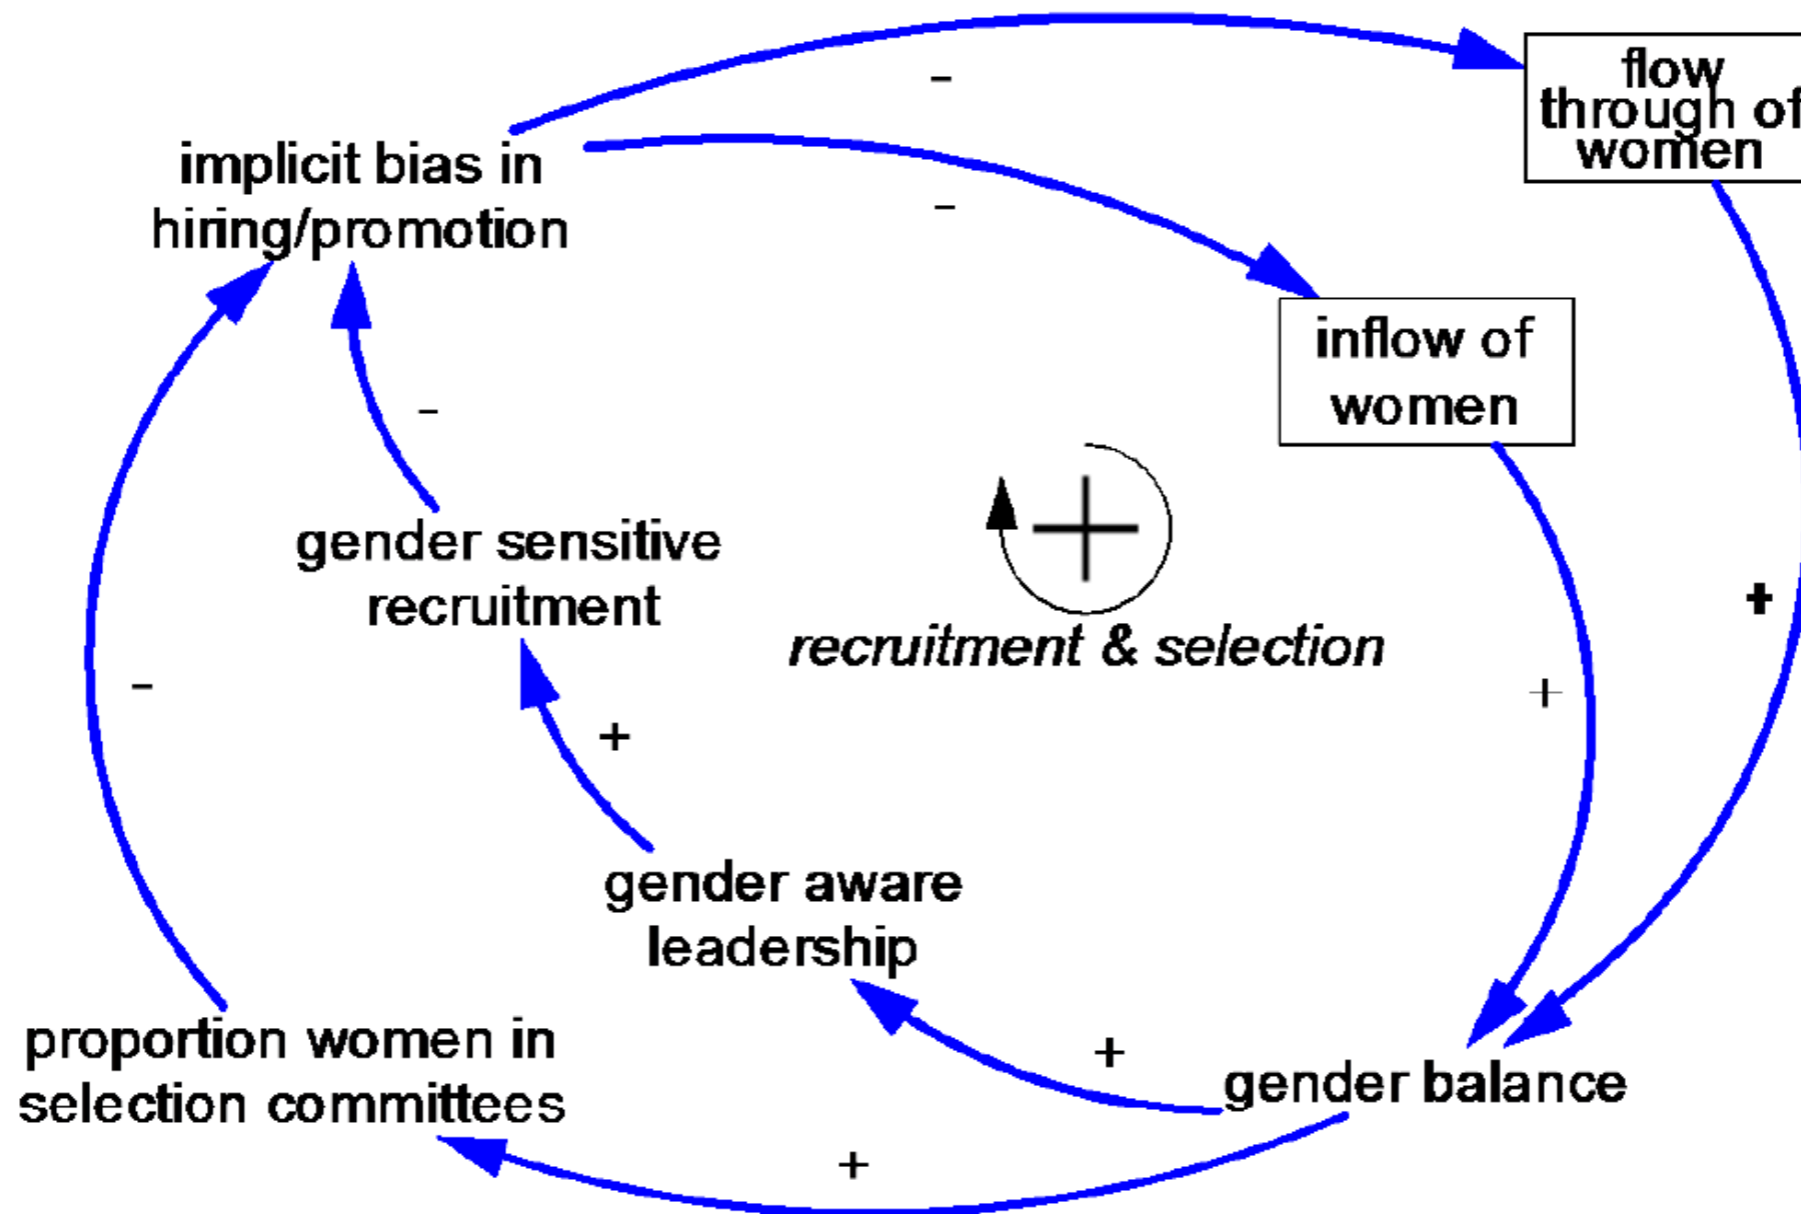 flow
through of
women
-
implicit bias in
hiring/promotion
-
inflow of
women
-
gender sensitive
recruitment
+
+
recruitment & selection
-
+
+
gender aware
leadership
proportion women in
selection committees
+
gender balance
+